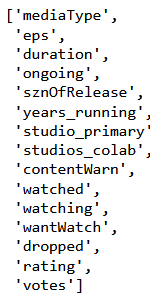 ['mediaType',
'eps',
'duration',
'ongoing',
'sznOfRelease',
'years_running',
'studio_primary'
'studios_colab',
'contentWarn',
'watched',
'watching',
'wantWatch',
'dropped',
'rating',
'votes']